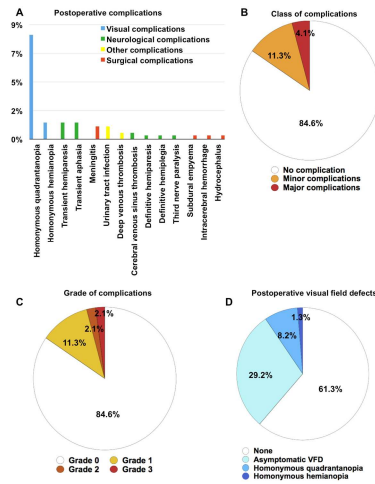 A
Postoperative complications
9%
7%
5%
2%
0%
Visual complications
Neurological complications
Other complications
Surgical complications
Homonymous quadrantanopia
Homonymous hemianopia
Transient hemiparesis
Transient aphasia
Meningitis
Urinary tract infection
Deep venous thrombosis
Cerebral venous sinus thrombosis
Definitive hemiparesis
Definitive hemiplegia
Third nerve paralysis
Subdural empyema
Intracerebral hemorrhage
Hydrocephalus
B
Class of complications
4.1%
11.3%
84.6%
No complication
Minor complications
Major complications
C
Grade of complications
2.1%
2.1%
11.3%
84.6%
Grade 0 Grade 1
Grade 2 Grade 3
D
Postoperative visual field defects
1.3%
8.2%
29.2%
61.3%
None
Asymptomatic VFD
Homonymous quadrantanopia
Homonymous hemianopia